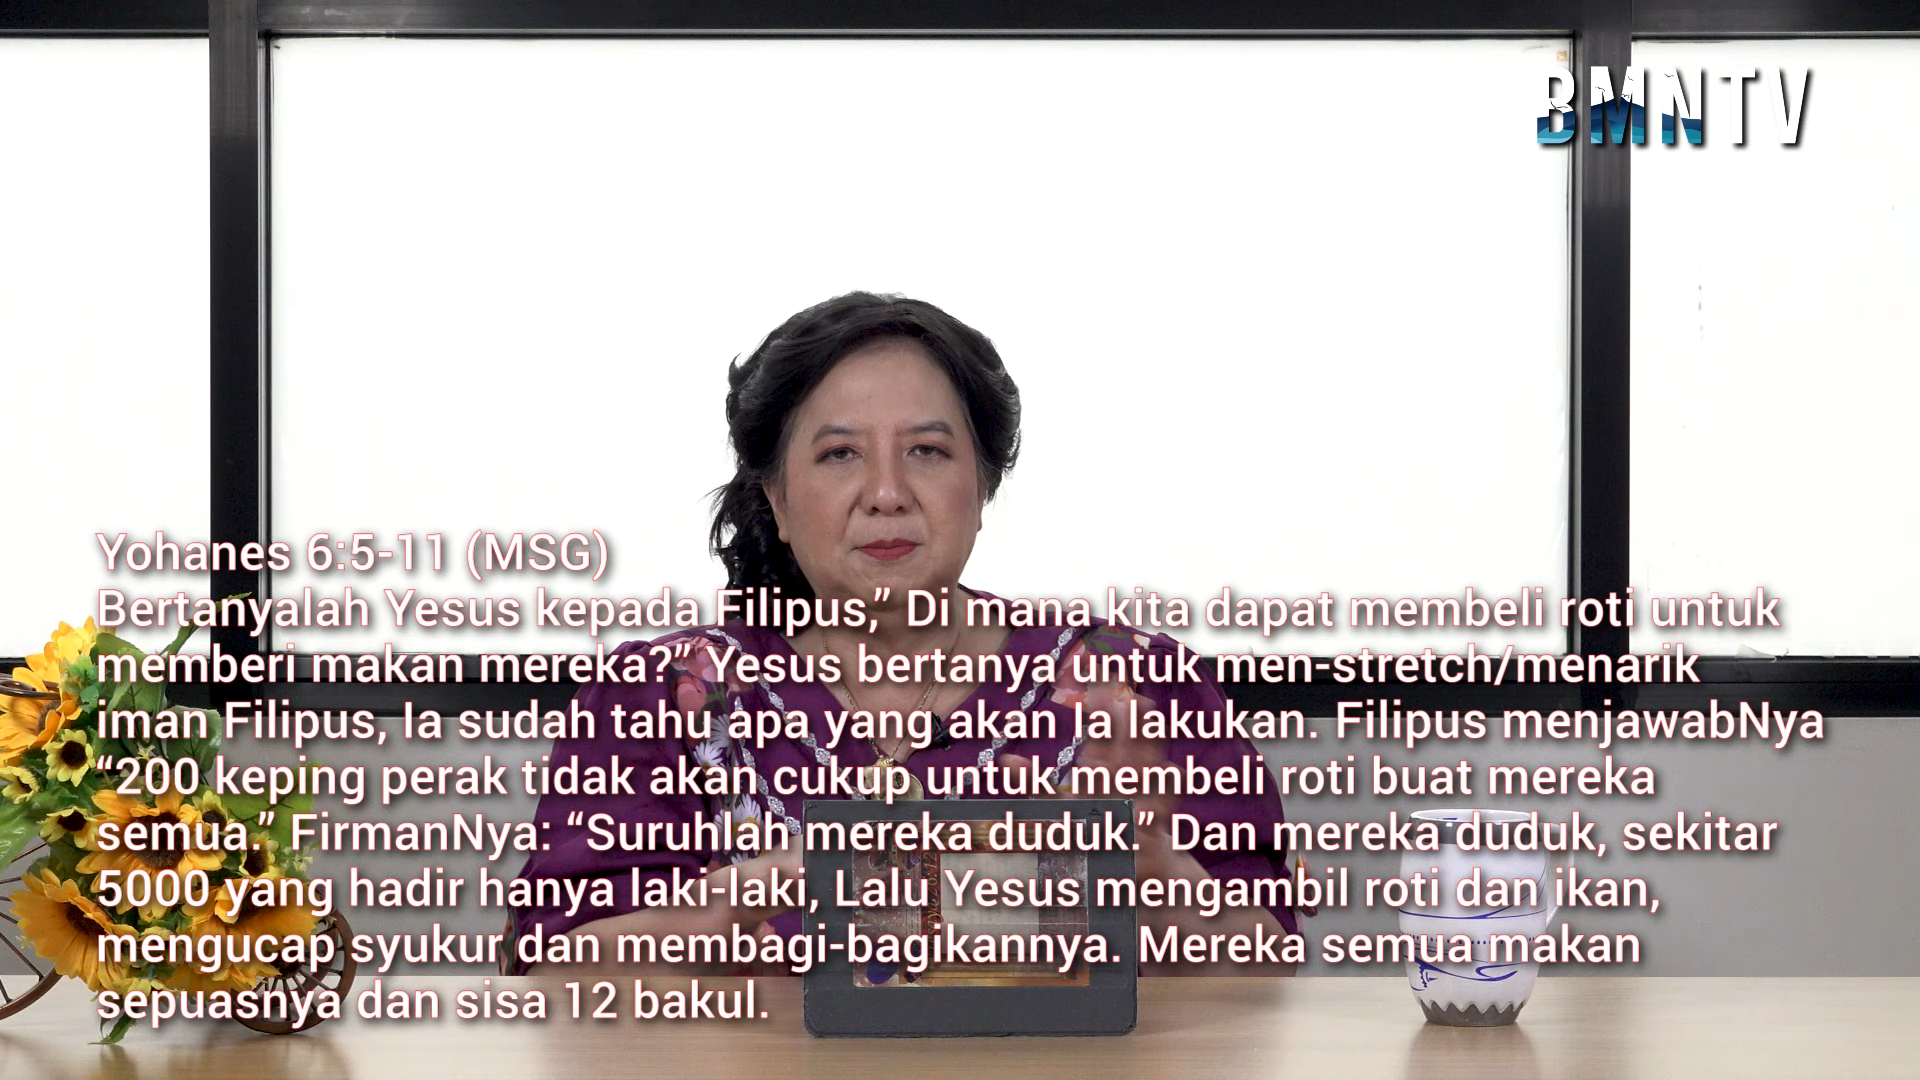 BMNTV
Yohanes 6:5-11 (MSG)
Bertanyalah Yesus kepada Filipus,” Di mana kita dapat membeli roti untuk
memberi makan mereka?” Yesus bertanya untuk men-stretch/menarik
iman Filipus, Ia sudah tahu apa yang akan Ia lakukan. Filipus menjawabNya
“200 keping perak tidak akan cukup untuk membeli roti buat mereka
semua.” FirmanNya: “Suruhlah mereka duduk.” Dan mereka duduk, sekitar
5000 yang hadir hanya laki-laki, Lalu Yesus mengambil roti dan ikan,
mengucap syukur dan membagi-bagikannya. Mereka semua makan
sepuasnya dan sisa 12 bakul.